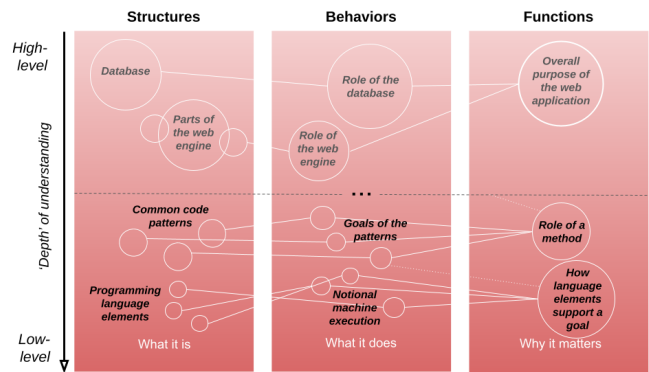 Structures
Behaviors
Functions
High-
level
'Depth' of understanding
Low-
level
Database
Parts of
the web
engine
Common code
patterns
Programming
language
elements
What it is
Role of the
database
Role of
the web
engine
...
Goals of the
patterns
Notional
machine
execution
What it does
Overall
purpose of
the web
application
Role of a
method
How
language
elements
support a
goal
Why it matters